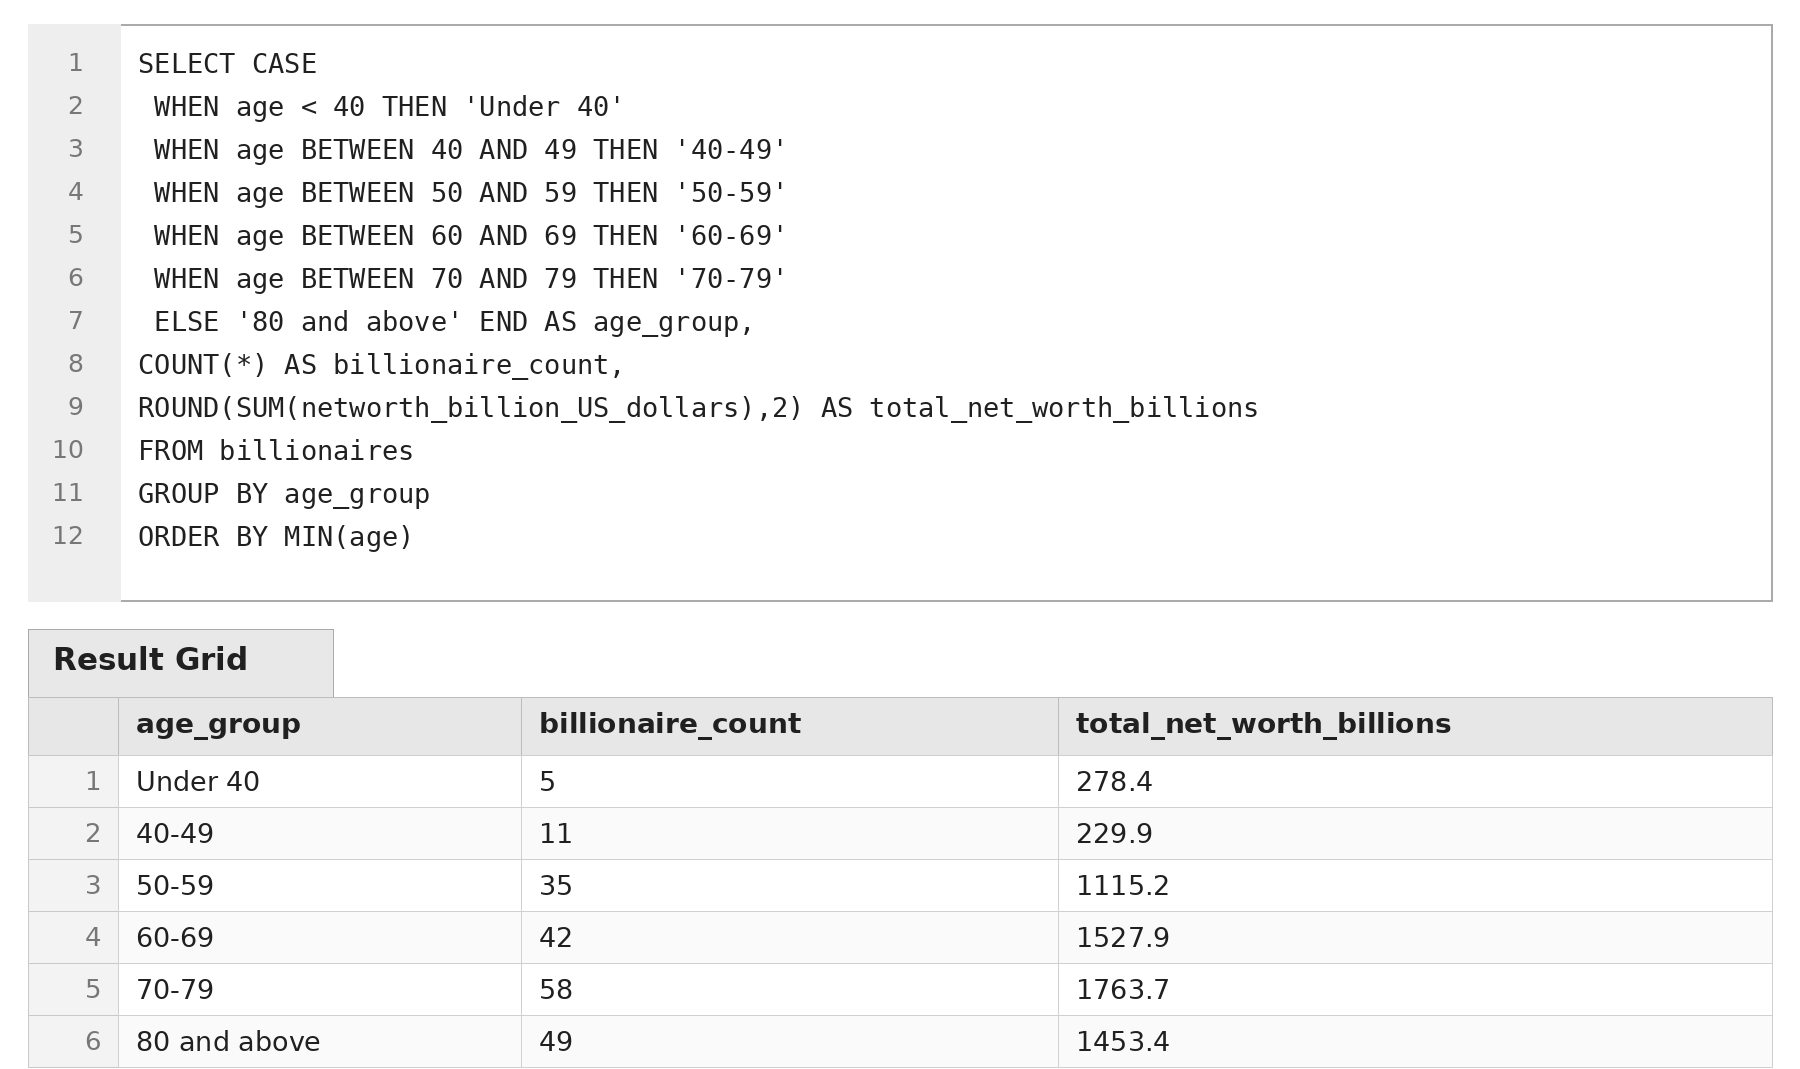 1 SELECT CASE
2  WHEN age < 40 THEN 'Under 40'
3  WHEN age BETWEEN 40 AND 49 THEN '40-49'
4  WHEN age BETWEEN 50 AND 59 THEN '50-59'
5  WHEN age BETWEEN 60 AND 69 THEN '60-69'
6  WHEN age BETWEEN 70 AND 79 THEN '70-79'
7  ELSE '80 and above' END AS age_group,
8 COUNT(*) AS billionaire_count,
9 ROUND(SUM(networth_billion_US_dollars),2) AS total_net_worth_billions
10 FROM billionaires
11 GROUP BY age_group
12 ORDER BY MIN(age)
Result Grid
age_group billionaire_count total_net_worth_billions
1 Under 40 5 278.4
2 40-49 11 229.9
3 50-59 35 1115.2
4 60-69 42 1527.9
5 70-79 58 1763.7
6 80 and above 49 1453.4